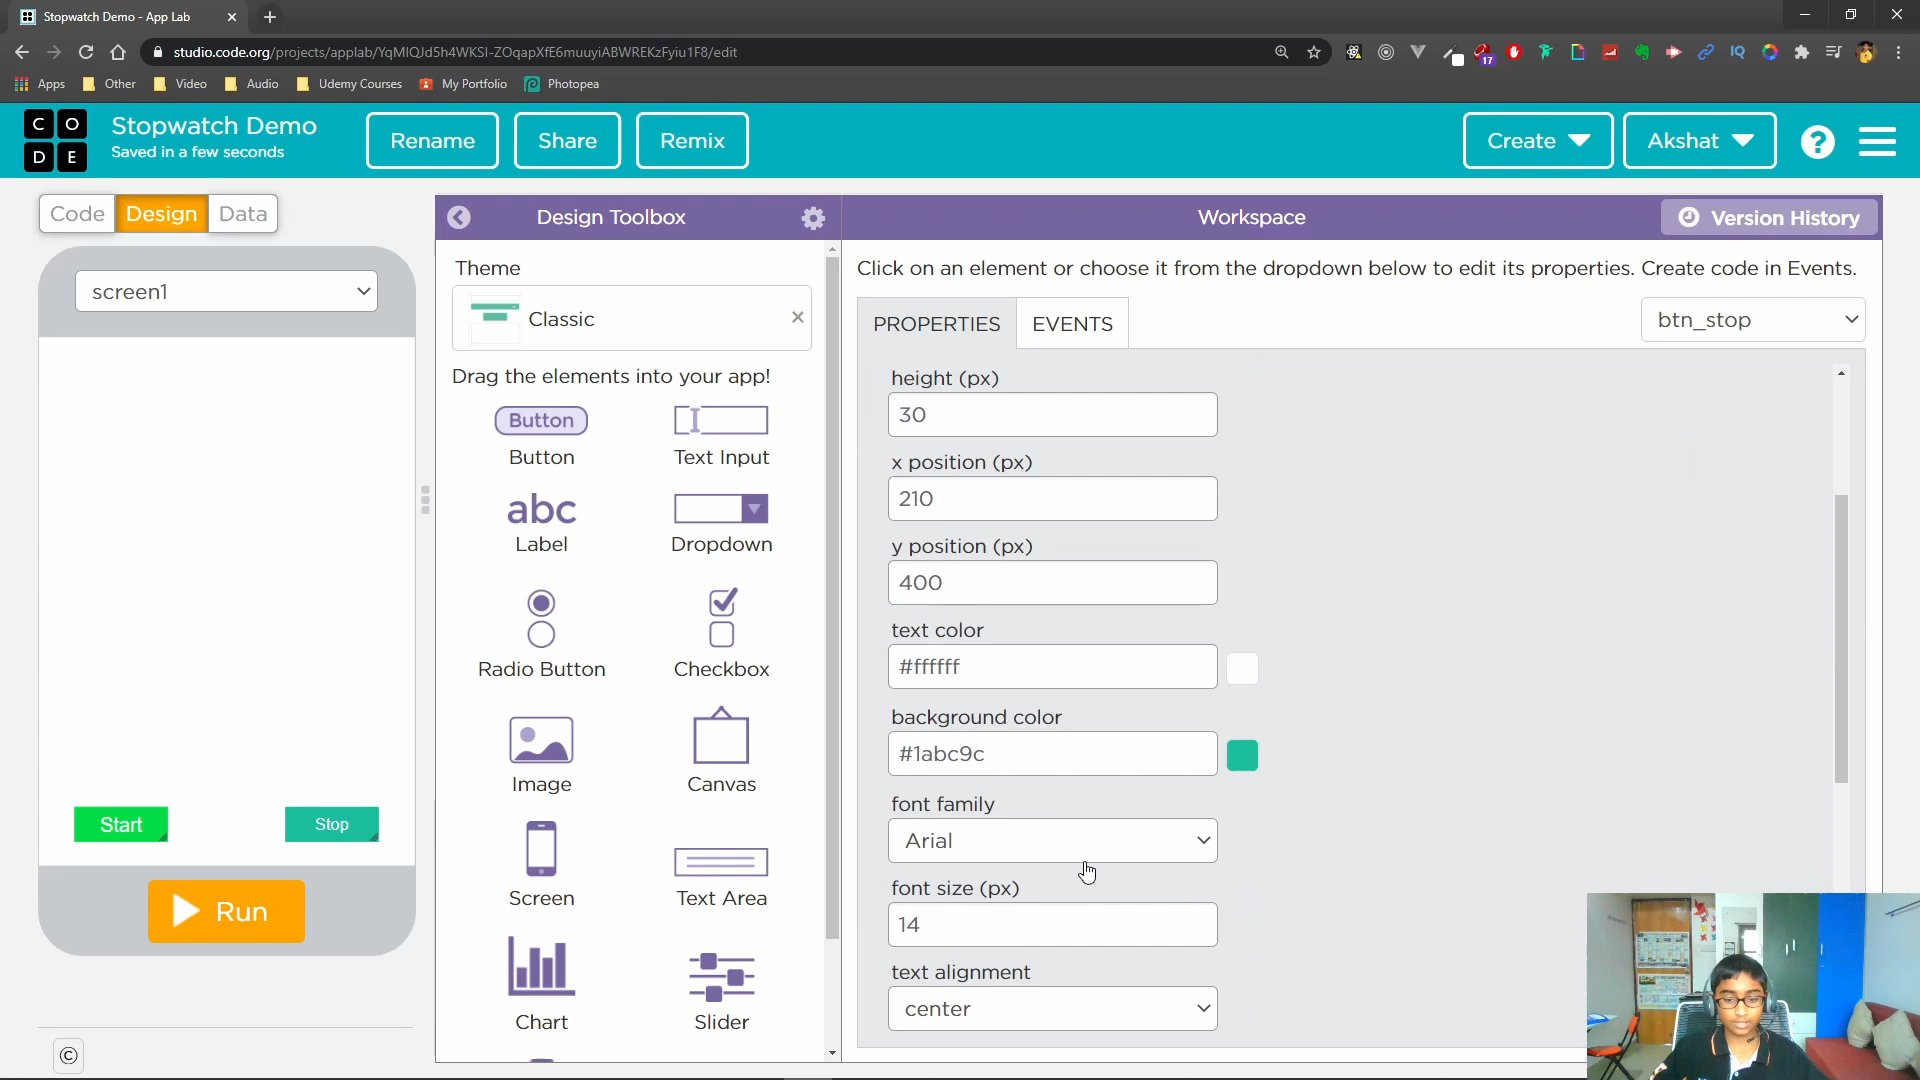 Stopwatch Demo - App Lab
studio.code.org/projects/applab/YqMIQJd5h4WKSI-ZOqapXfE6muuyiABWREKzFyiu1F8/edit
17
IQ
Apps
Other
Video
Audio
Udemy Courses
My Portfolio
Photopea
C O
D E
Stopwatch Demo
Saved in a few seconds
Rename
Share
Remix
Create
Akshat
?
Code
Design
Data
Design Toolbox
Workspace
Version History
screen1
Theme
Classic
Drag the elements into your app!
Button
Button
Text Input
abc
Label
Dropdown
Radio Button
Checkbox
Image
Canvas
Screen
Text Area
Chart
Slider
Start
Stop
Run
©
Click on an element or choose it from the dropdown below to edit its properties. Create code in Events.
PROPERTIES
EVENTS
btn_stop
height (px)
30
x position (px)
210
y position (px)
400
text color
#ffffff
background color
#1abc9c
font family
Arial
font size (px)
14
text alignment
center